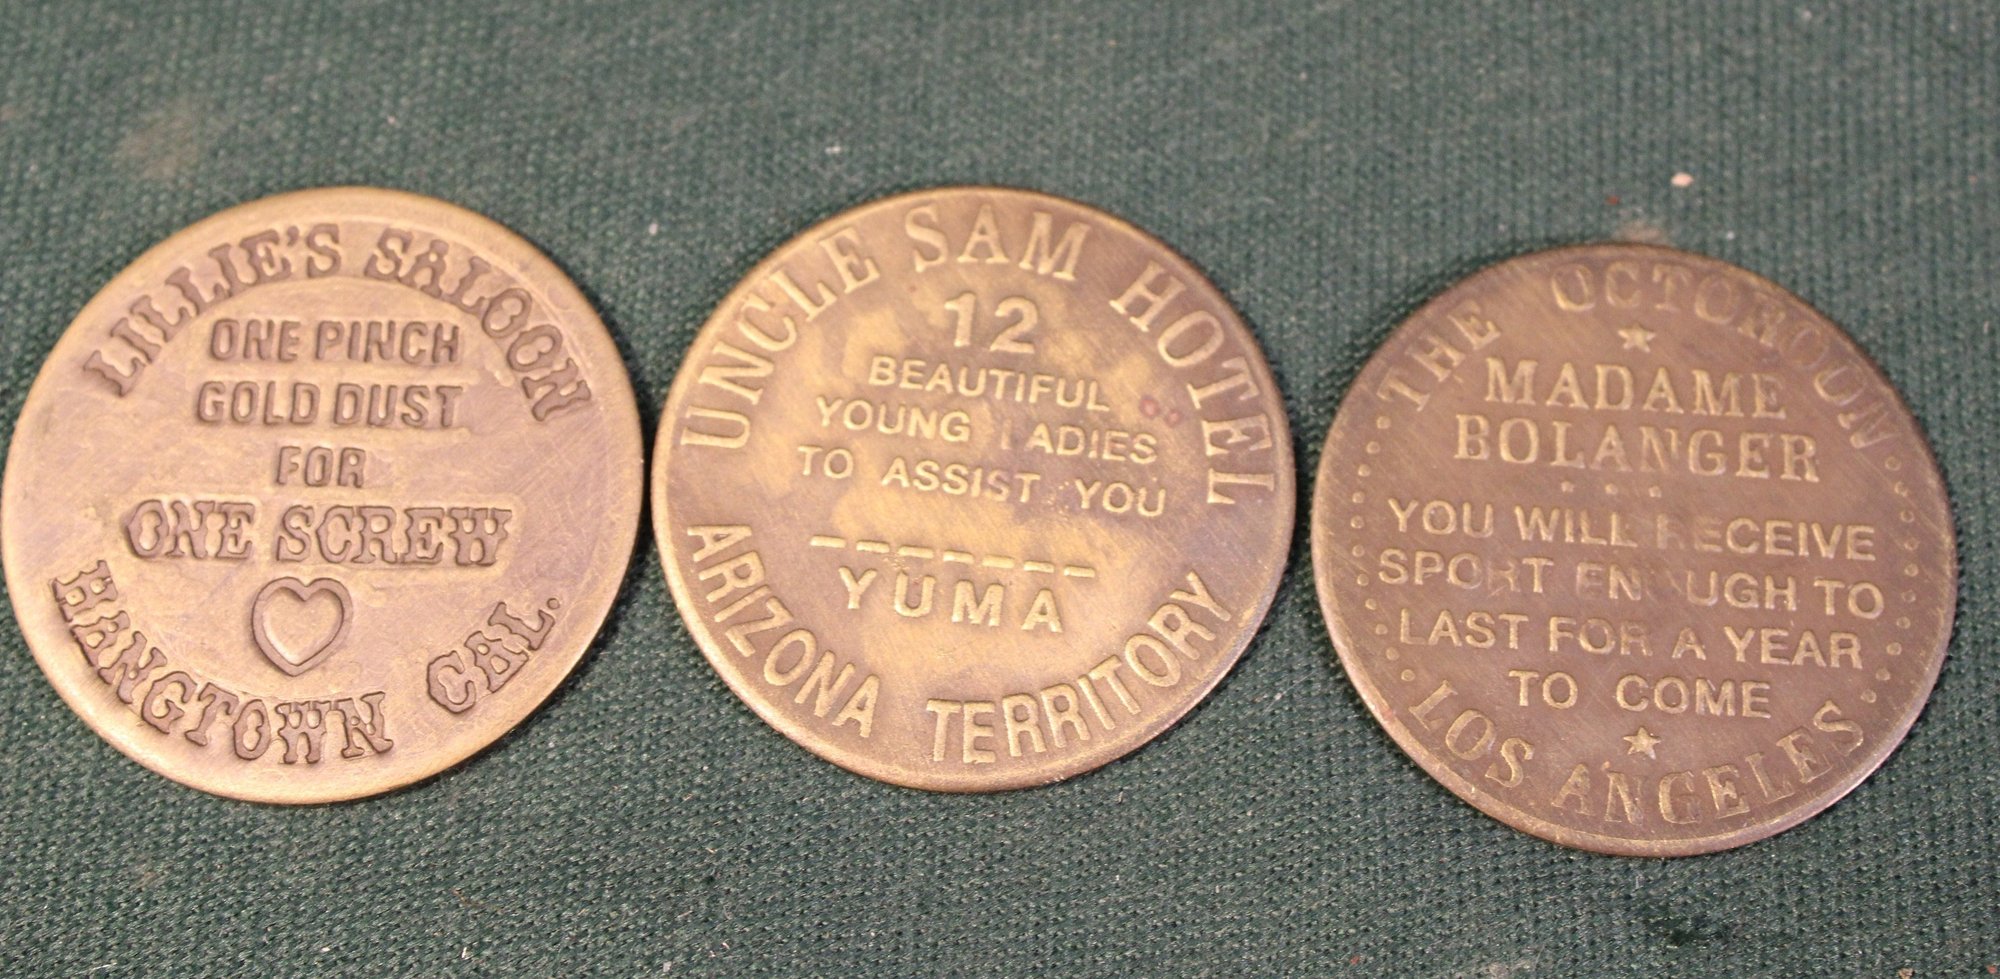 LILLIE'S SALOON
ONE PINCH
GOLD DUST
FOR
ONE SCREW
HANGTOWN CAL.
UNCLE SAM HOTEL
12
BEAUTIFUL
YOUNG LADIES
TO ASSIST YOU
YUMA
ARIZONA TERRITORY
THE OCTOROON
MADAME
BOLANGER
YOU WILL RECEIVE
SPORT ENOUGH TO
LAST FOR A YEAR
TO COME
LOS ANGELES